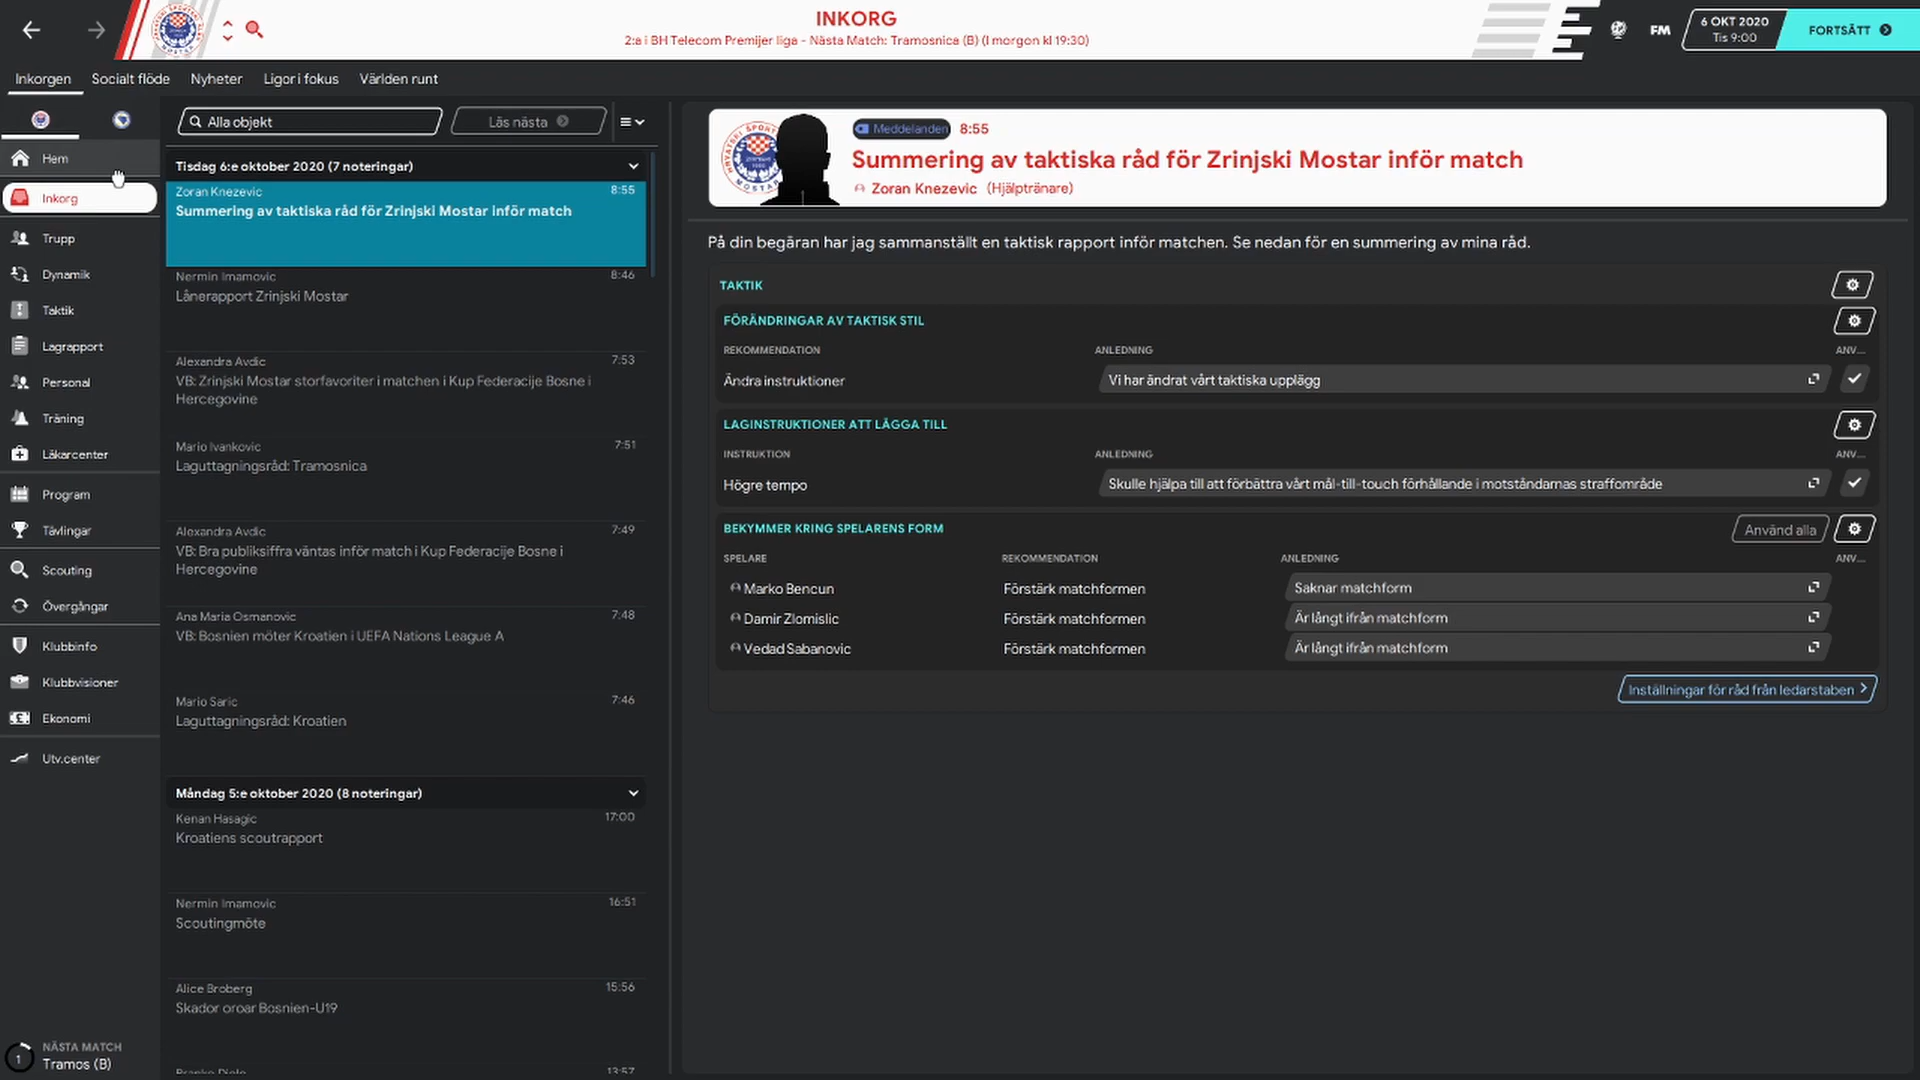 INKORG
2:a i BH Telecom Premijer liga - Nästa Match: Tramosnica (B) (I morgon kl 19:30)
FM
6 OKT 2020
Tis 9:00
FORTSÄTT
Inkorgen
Socialt flöde
Nyheter
Ligor i fokus
Världen runt
Hem
Inkorg
Trupp
Dynamik
Taktik
Lagrapport
Personal
Träning
Läkarcenter
Program
Tävlingar
Scouting
Övergångar
Klubbinfo
Klubbvisioner
Ekonomi
Utv.center
1
NÄSTA MATCH
Tramos (B)
Alla objekt
Läs nästa
Tisdag 6:e oktober 2020 (7 noteringar)
Zoran Knezevic 8:55
Summering av taktiska råd för Zrinjski Mostar inför match
Nermin Imamovic 8:46
Lånerapport Zrinjski Mostar
Alexandra Avdic 7:53
VB: Zrinjski Mostar storfavoriter i matchen i Kup Federacije Bosne i
Hercegovine
Mario Ivankovic 7:51
Laguttagningsråd: Tramosnica
Alexandra Avdic 7:49
VB: Bra publiksiffra väntas inför match i Kup Federacije Bosne i
Hercegovine
Ana Maria Osmanovic 7:48
VB: Bosnien möter Kroatien i UEFA Nations League A
Mario Saric 7:46
Laguttagningsråd: Kroatien
Måndag 5:e oktober 2020 (8 noteringar)
Kenan Hasagic 17:00
Kroatiens scoutrapport
Nermin Imamovic 16:51
Scoutingmöte
Alice Broberg 15:56
Skador oroar Bosnien-U19
13:57
Meddelanden 8:55
Summering av taktiska råd för Zrinjski Mostar inför match
Zoran Knezevic (Hjälptränare)
På din begäran har jag sammanställt en taktisk rapport inför matchen. Se nedan för en summering av mina råd.
TAKTIK
FÖRÄNDRINGAR AV TAKTISK STIL
REKOMMENDATION ANLEDNING ANV...
Ändra instruktioner Vi har ändrat vårt taktiska upplägg
LAGINSTRUKTIONER ATT LÄGGA TILL
INSTRUKTION ANLEDNING ANV...
Högre tempo Skulle hjälpa till att förbättra vårt mål-till-touch förhållande i motståndarnas straffområde
BEKYMMER KRING SPELARENS FORM Använd alla
SPELARE REKOMMENDATION ANLEDNING ANV...
Marko Bencun Förstärk matchformen Saknar matchform
Damir Zlomislic Förstärk matchformen Är långt ifrån matchform
Vedad Sabanovic Förstärk matchformen Är långt ifrån matchform
Inställningar för råd från ledarstaben